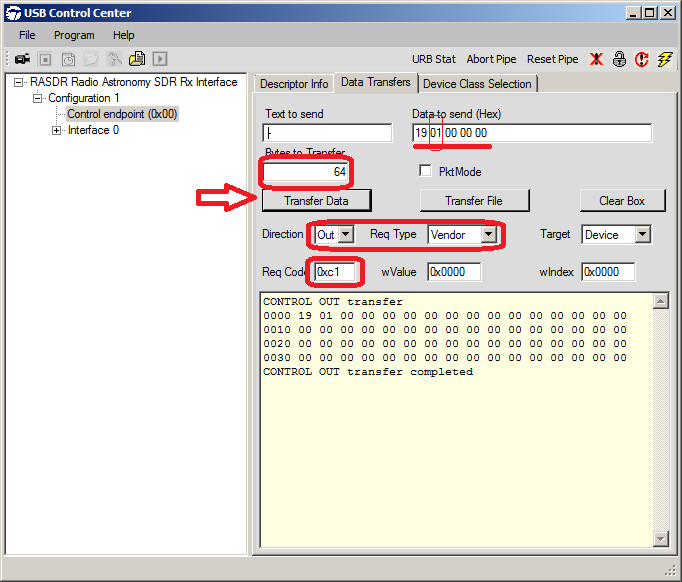 USB Control Center
File Program Help
URB Stat Abort Pipe Reset Pipe
RASDR Radio Astronomy SDR Rx Interface
Configuration 1
Control endpoint (0x00)
Interface 0
Descriptor Info Data Transfers Device Class Selection
Text to send Data to send (Hex)
19 01 00 00 00
Bytes to Transfer
64 PktMode
Transfer Data Transfer File Clear Box
Direction Out Req Type Vendor Target Device
Req Code 0xc1 wValue 0x0000 wIndex 0x0000
CONTROL OUT transfer
0000 19 01 00 00 00 00 00 00 00 00 00 00 00 00 00 00
0010 00 00 00 00 00 00 00 00 00 00 00 00 00 00 00 00
0020 00 00 00 00 00 00 00 00 00 00 00 00 00 00 00 00
0030 00 00 00 00 00 00 00 00 00 00 00 00 00 00 00 00
CONTROL OUT transfer completed